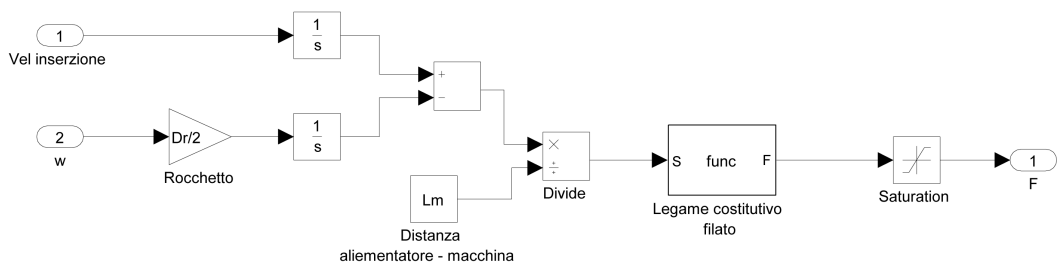 1
Vel inserzione
1
s
+
−
2
w
Dr/2
Rocchetto
1
s
×
÷
Divide
Lm
Distanza
aliementatore - macchina
S func F
Legame costitutivo
filato
Saturation
1
F